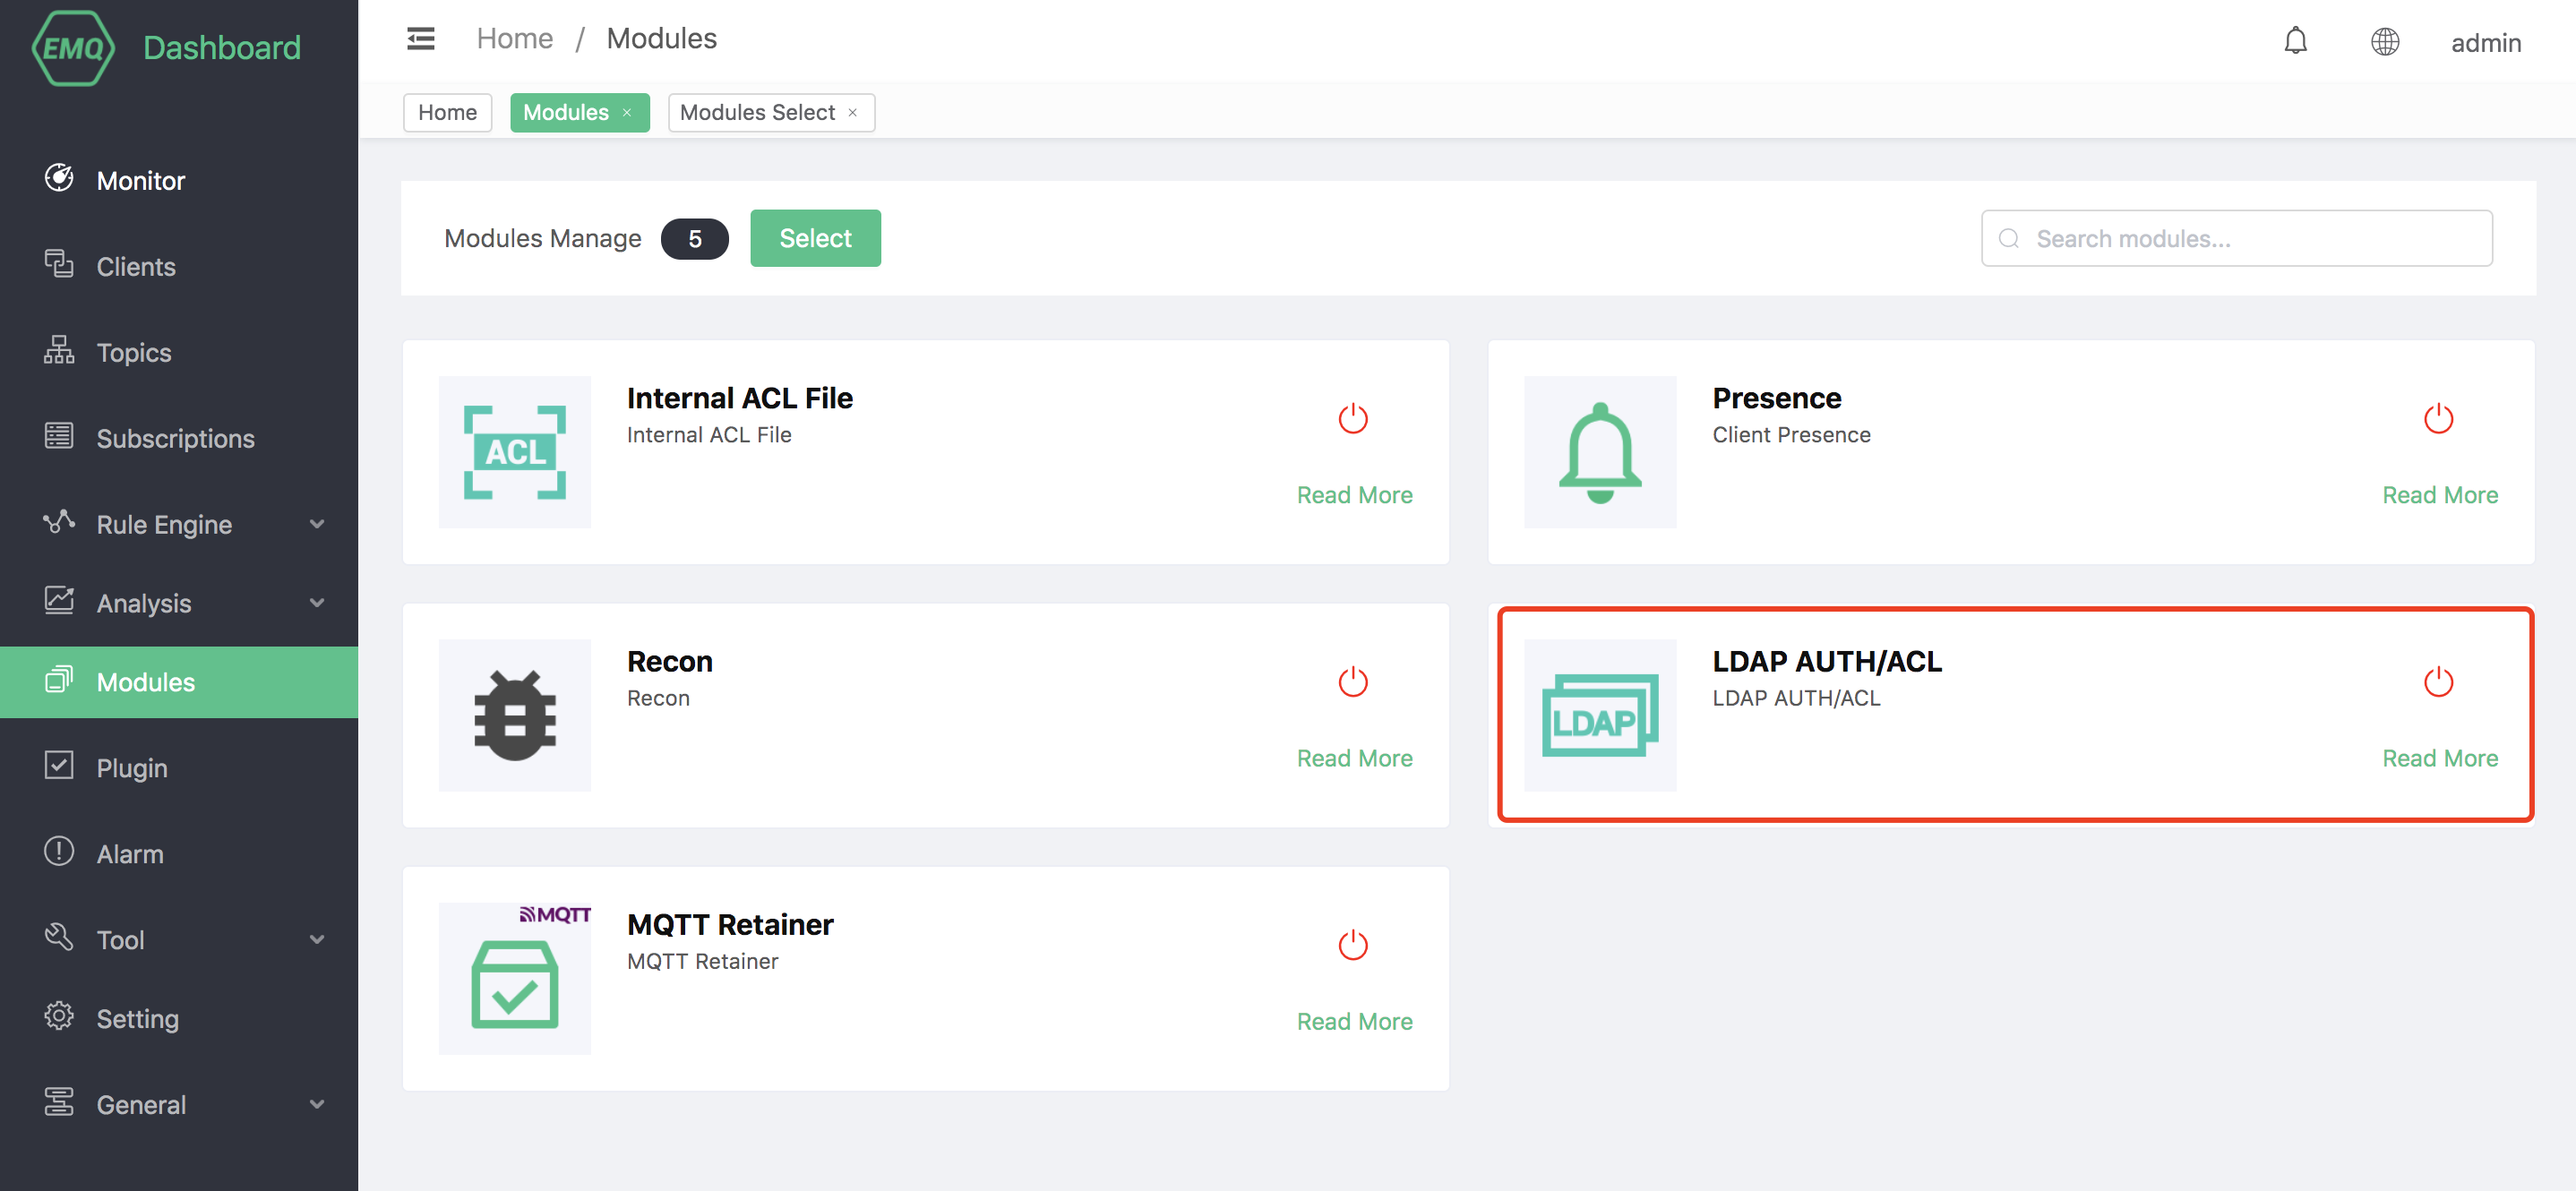 EMQ Dashboard
Home / Modules
admin
Home
Modules ×
Modules Select ×
Monitor
Clients
Topics
Subscriptions
Rule Engine
Analysis
Modules
Plugin
Alarm
Tool
Setting
General
Modules Manage 5 Select
Search modules...
ACL
Internal ACL File
Internal ACL File
Read More
Presence
Client Presence
Read More
Recon
Recon
Read More
LDAP
LDAP AUTH/ACL
LDAP AUTH/ACL
Read More
MQTT
MQTT Retainer
MQTT Retainer
Read More